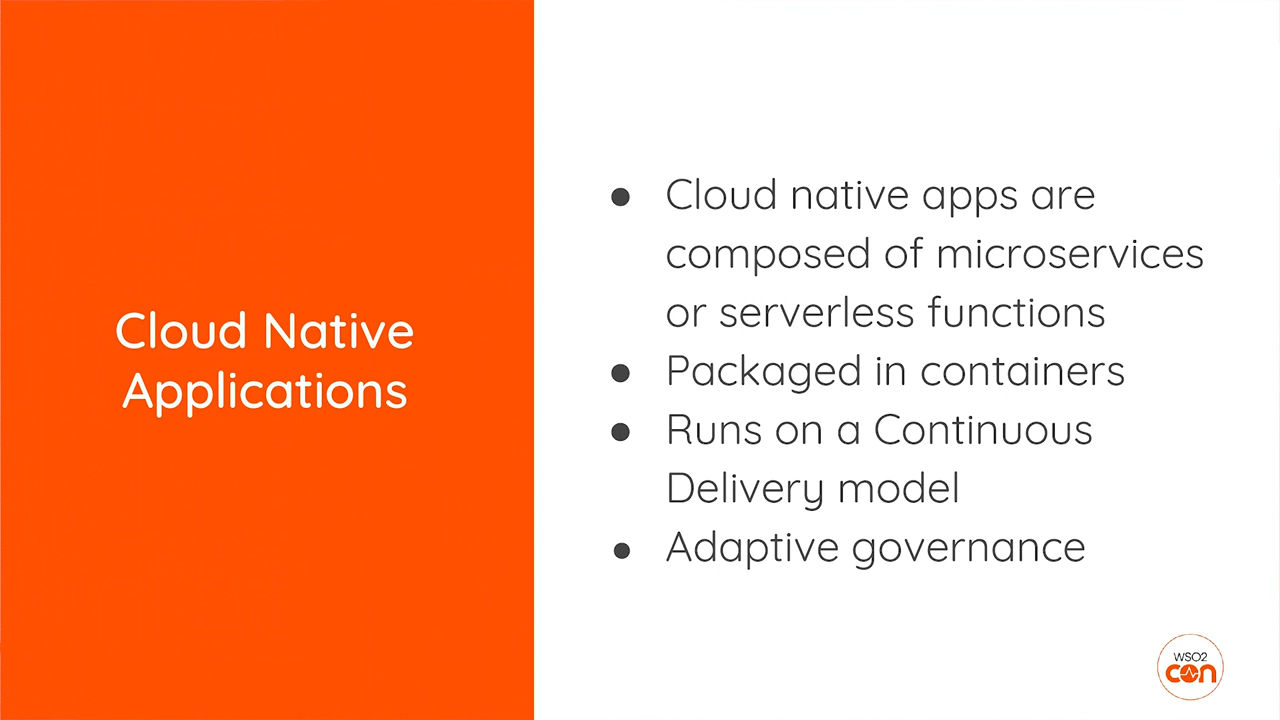 Cloud Native
Applications
● Cloud native apps are
composed of microservices
or serverless functions
● Packaged in containers
● Runs on a Continuous
Delivery model
● Adaptive governance
WSO2
con